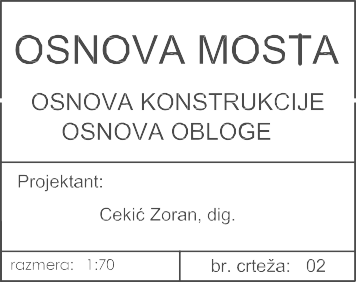 OSNOVA MOSTA
OSNOVA KONSTRUKCIJE
OSNOVA OBLOGE
Projektant:
Cekić Zoran, dig.
razmera: 1:70
br. crteža: 02